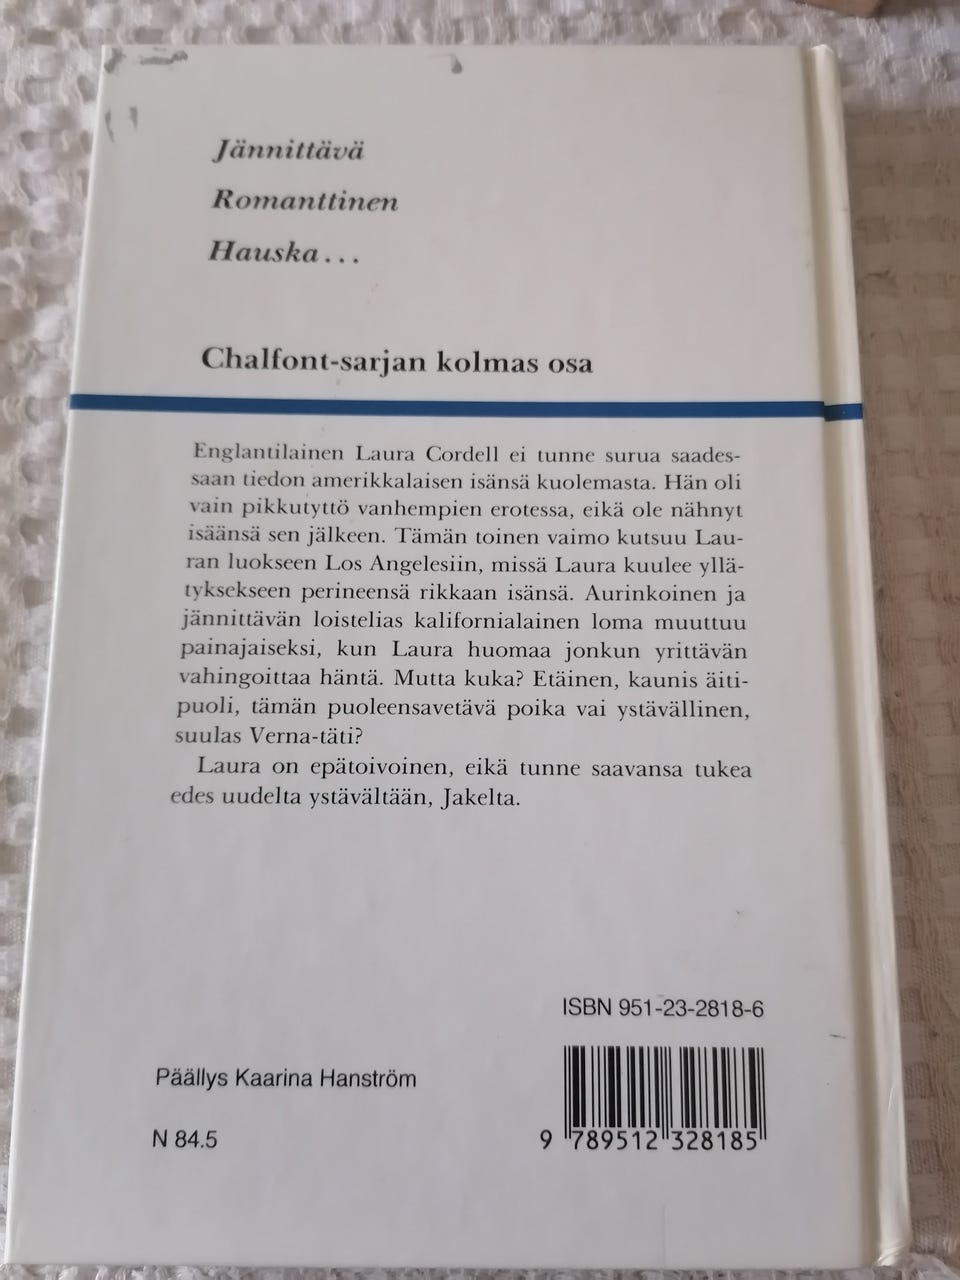 Jännittävä
Romanttinen
Hauska...
Chalfont-sarjan kolmas osa
Englantilainen Laura Cordell ei tunne surua saades-
saan tiedon amerikkalaisen isänsä kuolemasta. Hän oli
vain pikkutyttö vanhempien erotessa, eikä ole nähnyt
isäänsä sen jälkeen. Tämän toinen vaimo kutsuu Lau-
ran luokseen Los Angelesiin, missä Laura kuulee yllä-
tyksekseen perineensä rikkaan isänsä. Aurinkoinen ja
jännittävän loistelias kalifornialainen loma muuttuu
painajaiseksi, kun Laura huomaa jonkun yrittävän
vahingoittaa häntä. Mutta kuka? Etäinen, kaunis äiti-
puoli, tämän puoleensavetävä poika vai ystävällinen,
suulas Verna-täti?
Laura on epätoivoinen, eikä tunne saavansa tukea
edes uudelta ystävältään, Jakelta.
ISBN 951-23-2818-6
Päällys Kaarina Hanström
N 84.5
9 789512 328185